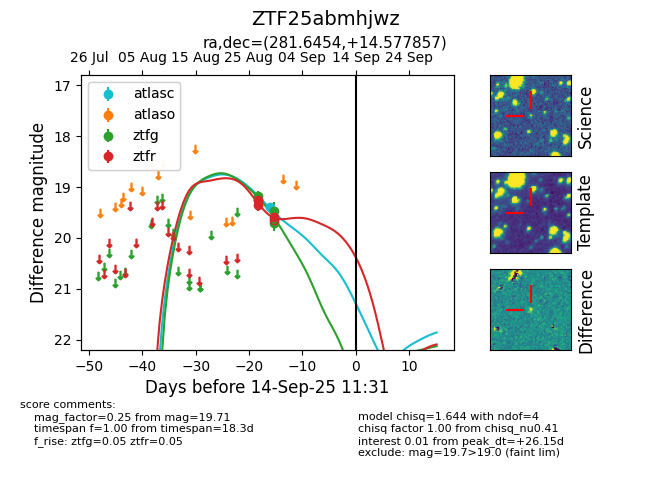 ZTF25abmhjwz
ra,dec=(281.6454,+14.577857)
26 Jul 05 Aug 15 Aug 25 Aug 04 Sep 14 Sep 24 Sep
17
18
19
20
21
22
Difference magnitude
atlasc
atlaso
ztfg
ztfr
−50 −40 −30 −20 −10 0 10
Days before 14-Sep-25 11:31
Science
Template
Difference
score comments:
mag_factor=0.25 from mag=19.71
timespan f=1.00 from timespan=18.3d
f_rise: ztfg=0.05 ztfr=0.05
model chisq=1.644 with ndof=4
chisq factor 1.00 from chisq_nu0.41
interest 0.01 from peak_dt=+26.15d
exclude: mag=19.7>19.0 (faint lim)